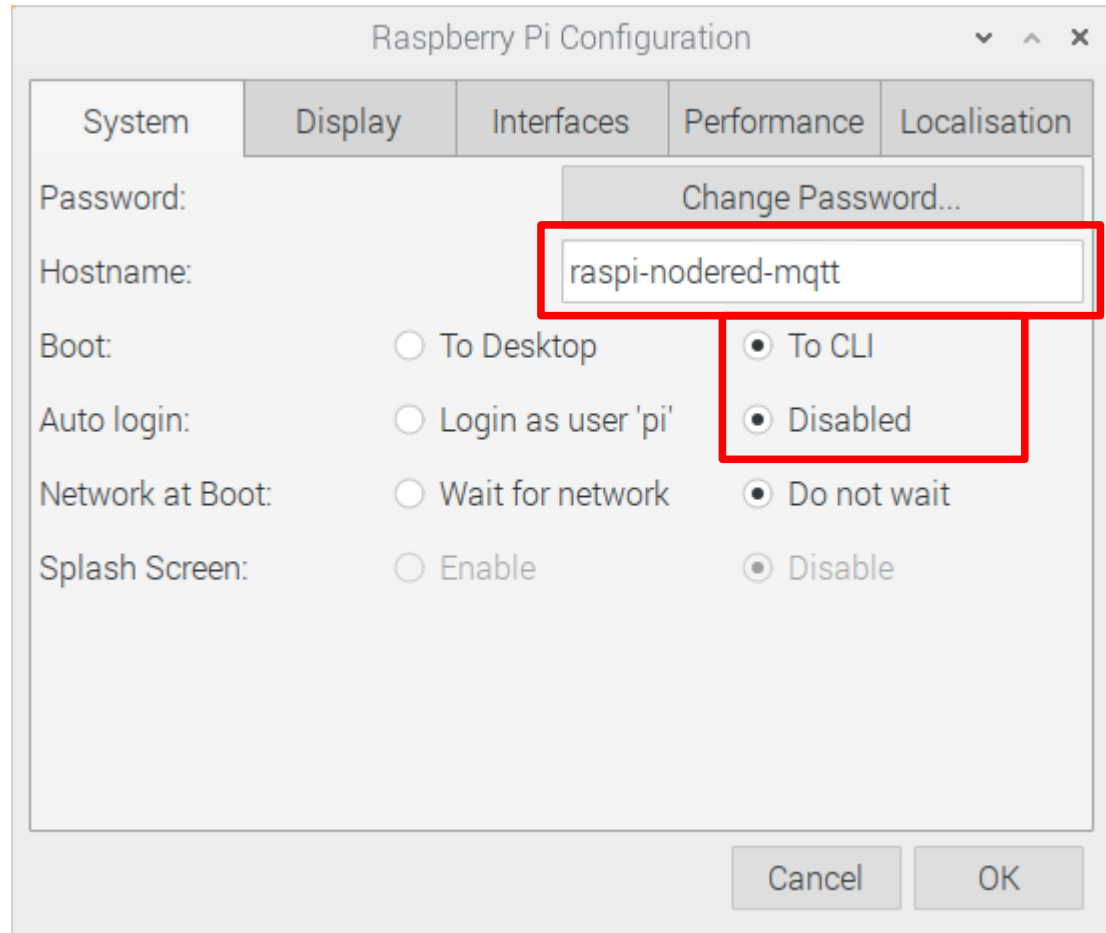 Raspberry Pi Configuration
System Display Interfaces Performance Localisation
Password: Change Password...
Hostname: raspi-nodered-mqtt
Boot: To Desktop To CLI
Auto login: Login as user 'pi' Disabled
Network at Boot: Wait for network Do not wait
Splash Screen: Enable Disable
Cancel OK